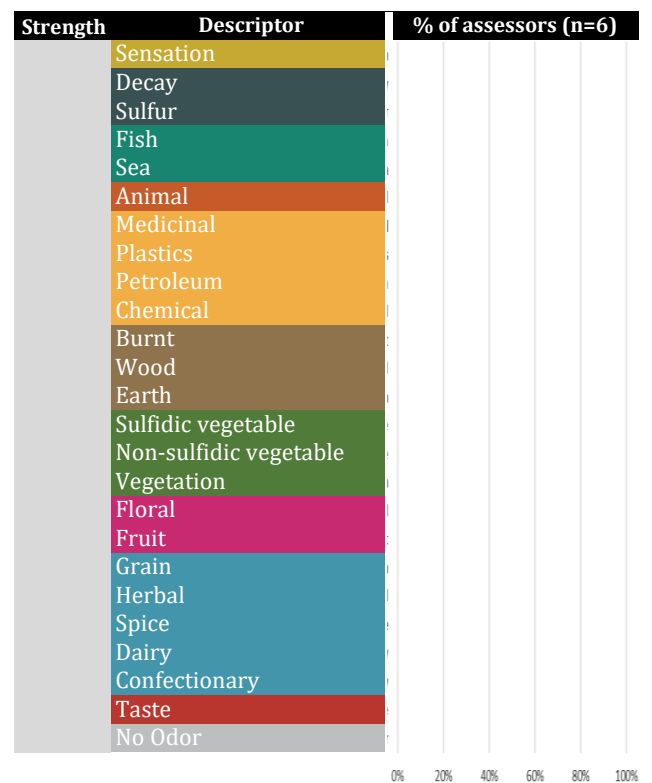 Strength Descriptor % of assessors (n=6)
Sensation
Decay
Sulfur
Fish
Sea
Animal
Medicinal
Plastics
Petroleum
Chemical
Burnt
Wood
Earth
Sulfidic vegetable
Non-sulfidic vegetable
Vegetation
Floral
Fruit
Grain
Herbal
Spice
Dairy
Confectionary
Taste
No Odor
0% 20% 40% 60% 80% 100%